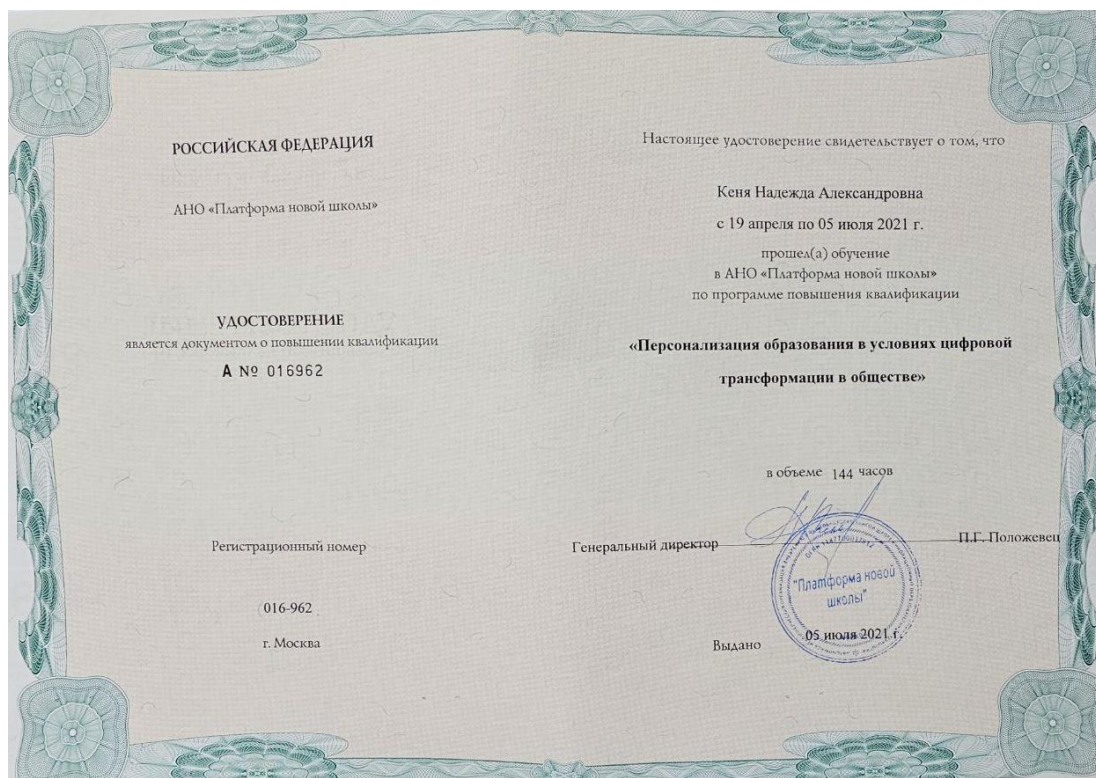 РОССИЙСКАЯ ФЕДЕРАЦИЯ
АНО «Платформа новой школы»
УДОСТОВЕРЕНИЕ
является документом о повышении квалификации
А № 016962
Регистрационный номер
016-962
г. Москва
Настоящее удостоверение свидетельствует о том, что
Кеня Надежда Александровна
с 19 апреля по 05 июля 2021 г.
прошел(а) обучение
в АНО «Платформа новой школы»
по программе повышения квалификации
«Персонализация образования в условиях цифровой
трансформации в обществе»
в объеме 144 часов
Генеральный директор П.Г. Положевец
"Платформа новой
школы"
Выдано 05 июля 2021 г.